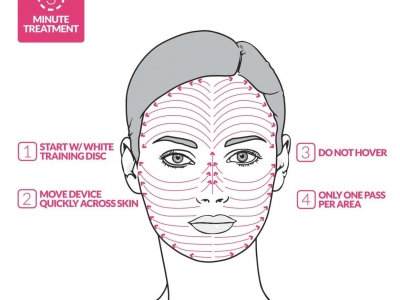 5
MINUTE
TREATMENT
1 START W/ WHITE
TRAINING DISC
2 MOVE DEVICE
QUICKLY ACROSS SKIN
3 DO NOT HOVER
4 ONLY ONE PASS
PER AREA